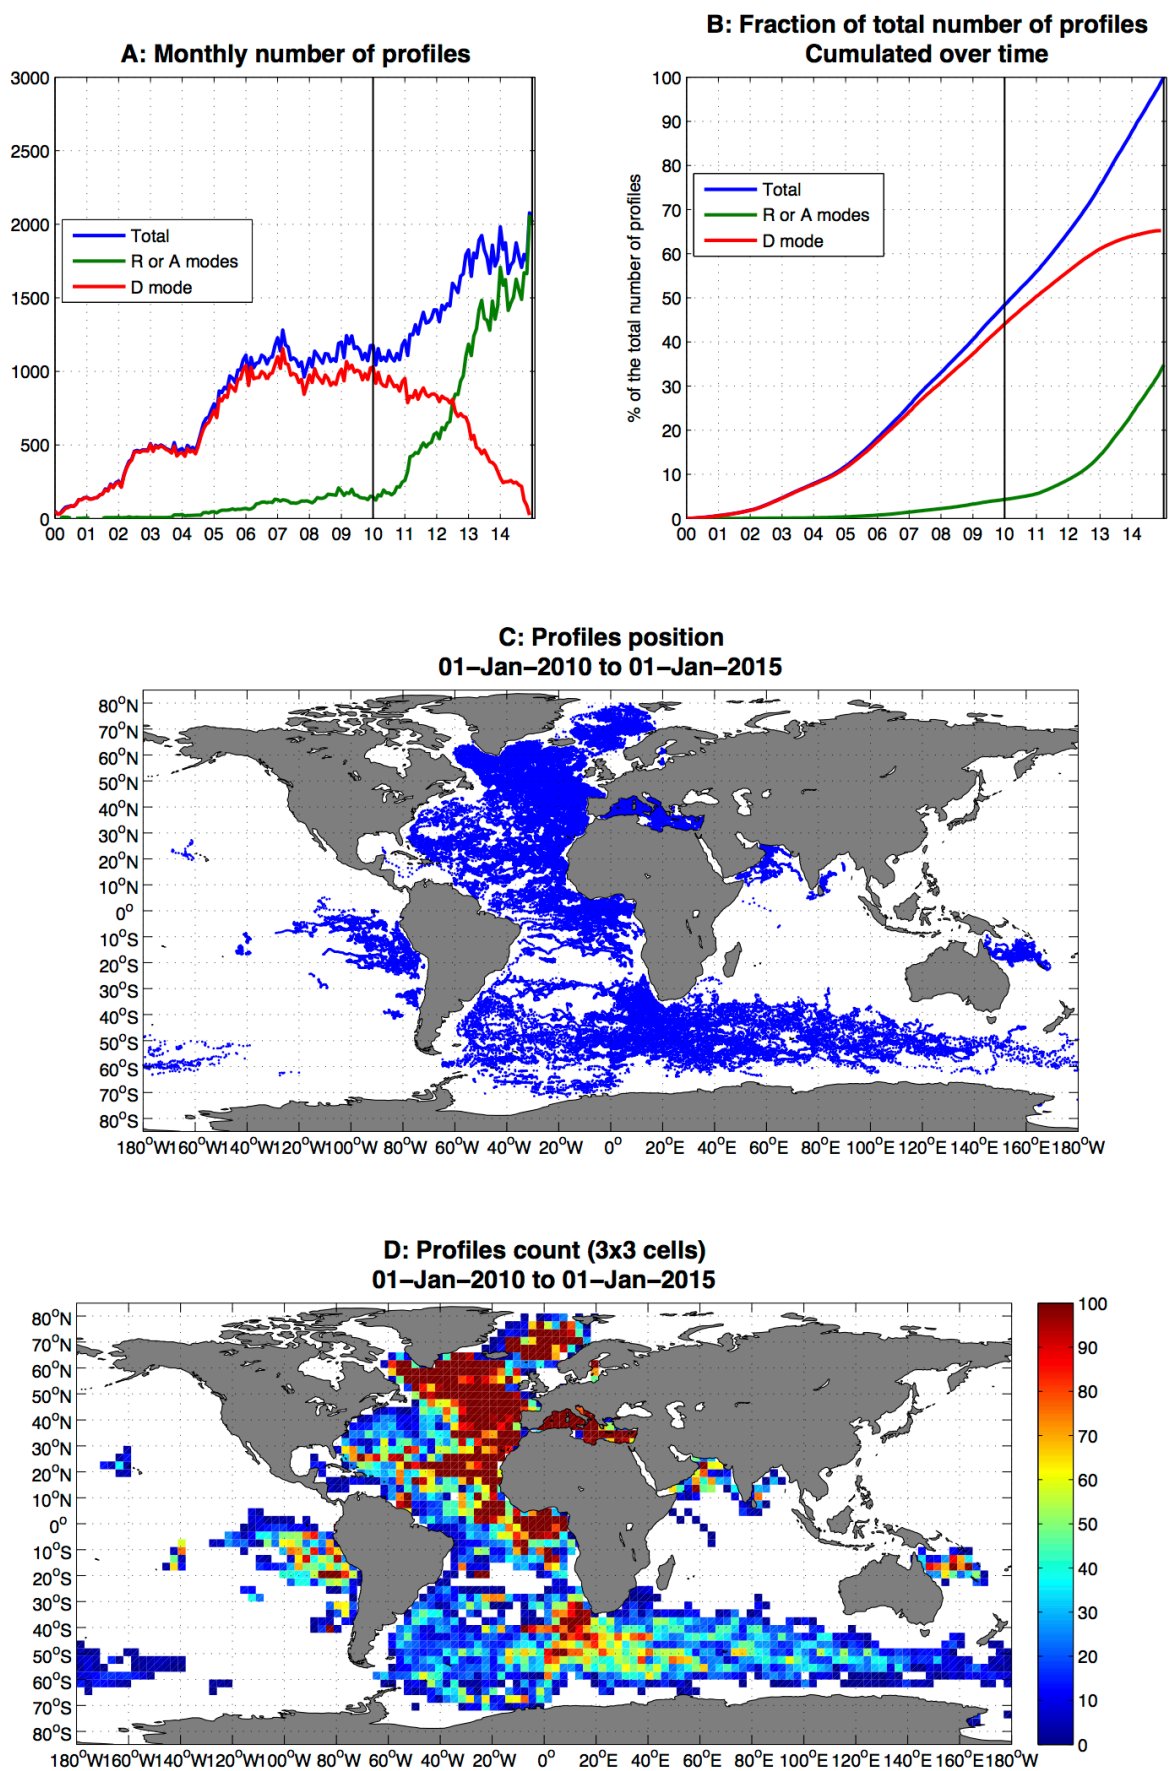 A: Monthly number of profiles
3000
2500
2000
1500
1000
500
0
Total
R or A modes
D mode
00 01 02 03 04 05 06 07 08 09 10 11 12 13 14
B: Fraction of total number of profiles
Cumulated over time
% of the total number of profiles
100
90
80
70
60
50
40
30
20
10
0
Total
R or A modes
D mode
00 01 02 03 04 05 06 07 08 09 10 11 12 13 14
C: Profiles position
01–Jan–2010 to 01–Jan–2015
80°N
70°N
60°N
50°N
40°N
30°N
20°N
10°N
0°
10°S
20°S
30°S
40°S
50°S
60°S
70°S
80°S
180°W160°W140°W120°W100°W 80°W 60°W 40°W 20°W 0° 20°E 40°E 60°E 80°E 100°E 120°E 140°E 160°E 180°W
D: Profiles count (3x3 cells)
01–Jan–2010 to 01–Jan–2015
80°N
70°N
60°N
50°N
40°N
30°N
20°N
10°N
0°
10°S
20°S
30°S
40°S
50°S
60°S
70°S
80°S
180°W160°W140°W120°W100°W 80°W 60°W 40°W 20°W 0° 20°E 40°E 60°E 80°E 100°E 120°E 140°E 160°E 180°W
100
90
80
70
60
50
40
30
20
10
0